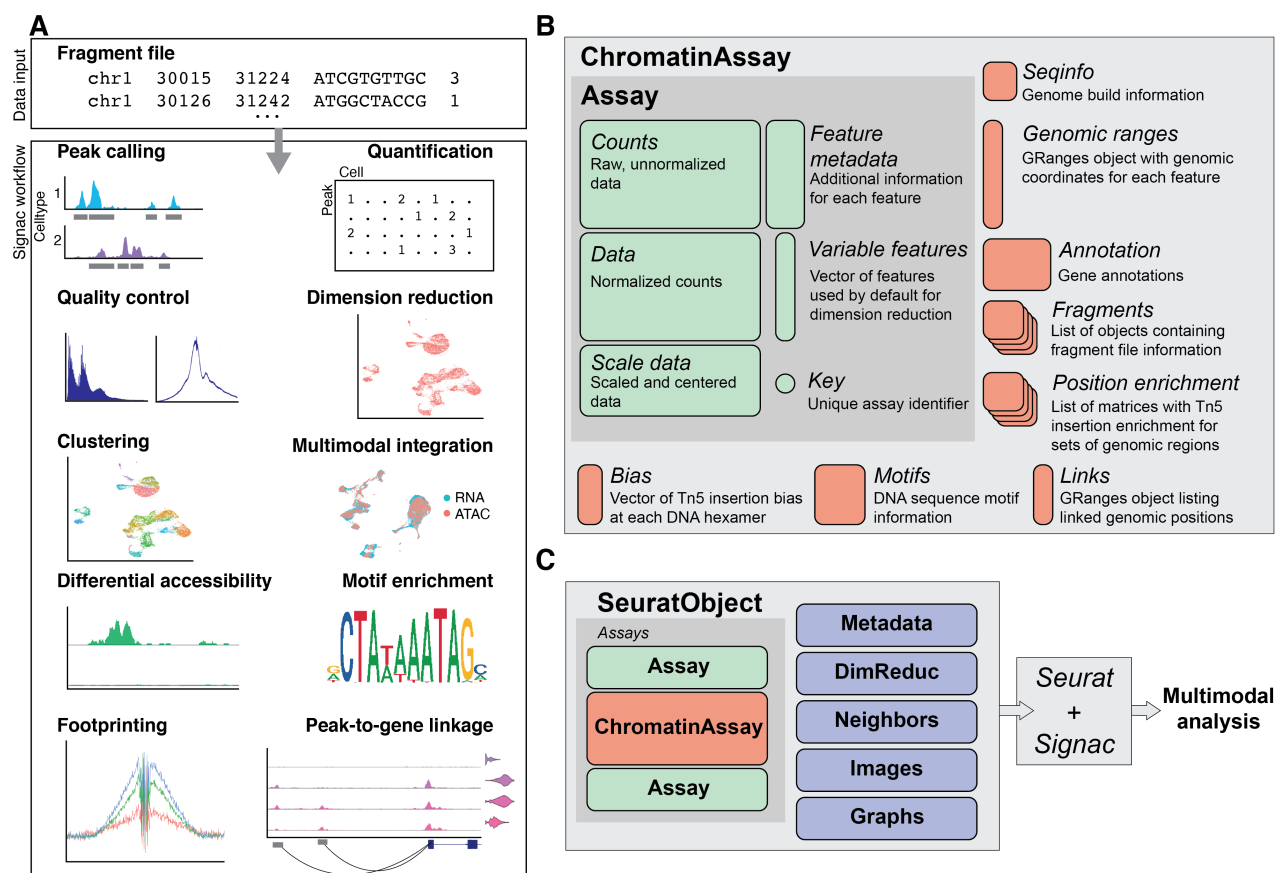 A
Data input
Fragment file
chr1 30015 31224 ATCGTGTTGC 3
chr1 30126 31242 ATGGCTACCG 1
...
Signac workflow
Peak calling
Celltype
1
2
Quantification
Cell
Peak
1 . . 2 . 1 . .
. . . . 1 . 2 .
2 . . . . . . 1
. . . 1 . . 3 .
Quality control
Dimension reduction
Clustering
Multimodal integration
RNA
ATAC
Differential accessibility
Motif enrichment
GCTATAAATAGC
Footprinting
Peak-to-gene linkage
B
ChromatinAssay
Assay
Counts
Raw, unnormalized
data
Feature
metadata
Additional information
for each feature
Data
Normalized counts
Variable features
Vector of features
used by default for
dimension reduction
Scale data
Scaled and centered
data
Key
Unique assay identifier
Seqinfo
Genome build information
Genomic ranges
GRanges object with genomic
coordinates for each feature
Annotation
Gene annotations
Fragments
List of objects containing
fragment file information
Position enrichment
List of matrices with Tn5
insertion enrichment for
sets of genomic regions
Bias
Vector of Tn5 insertion bias
at each DNA hexamer
Motifs
DNA sequence motif
information
Links
GRanges object listing
linked genomic positions
C
SeuratObject
Assays
Assay
ChromatinAssay
Assay
Metadata
DimReduc
Neighbors
Images
Graphs
Seurat
+
Signac
Multimodal
analysis